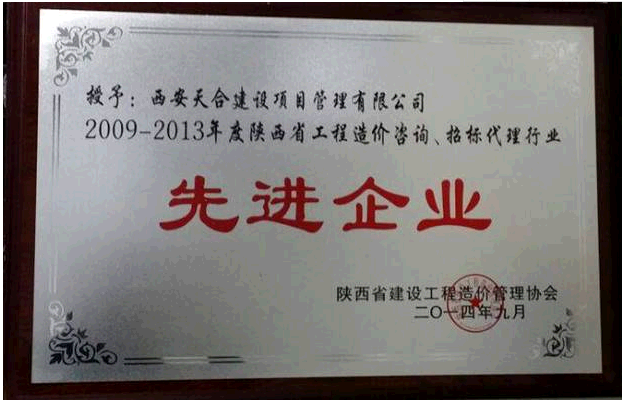 授予：西安天合建设项目管理有限公司
2009-2013年度陕西省工程造价咨询、招标代理行业
先进企业
陕西省建设工程造价管理协会
二〇一四年九月